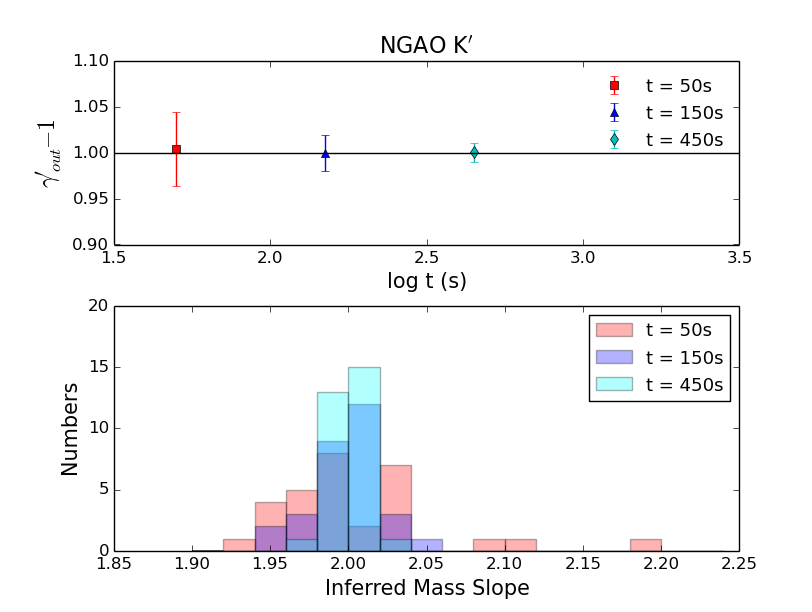 NGAO K′
1.10
1.05
1.00
0.95
0.90
γ′out−1
t = 50s
t = 150s
t = 450s
1.5 2.0 2.5 3.0 3.5
log t (s)
20
15
10
5
0
Numbers
t = 50s
t = 150s
t = 450s
1.85 1.90 1.95 2.00 2.05 2.10 2.15 2.20 2.25
Inferred Mass Slope